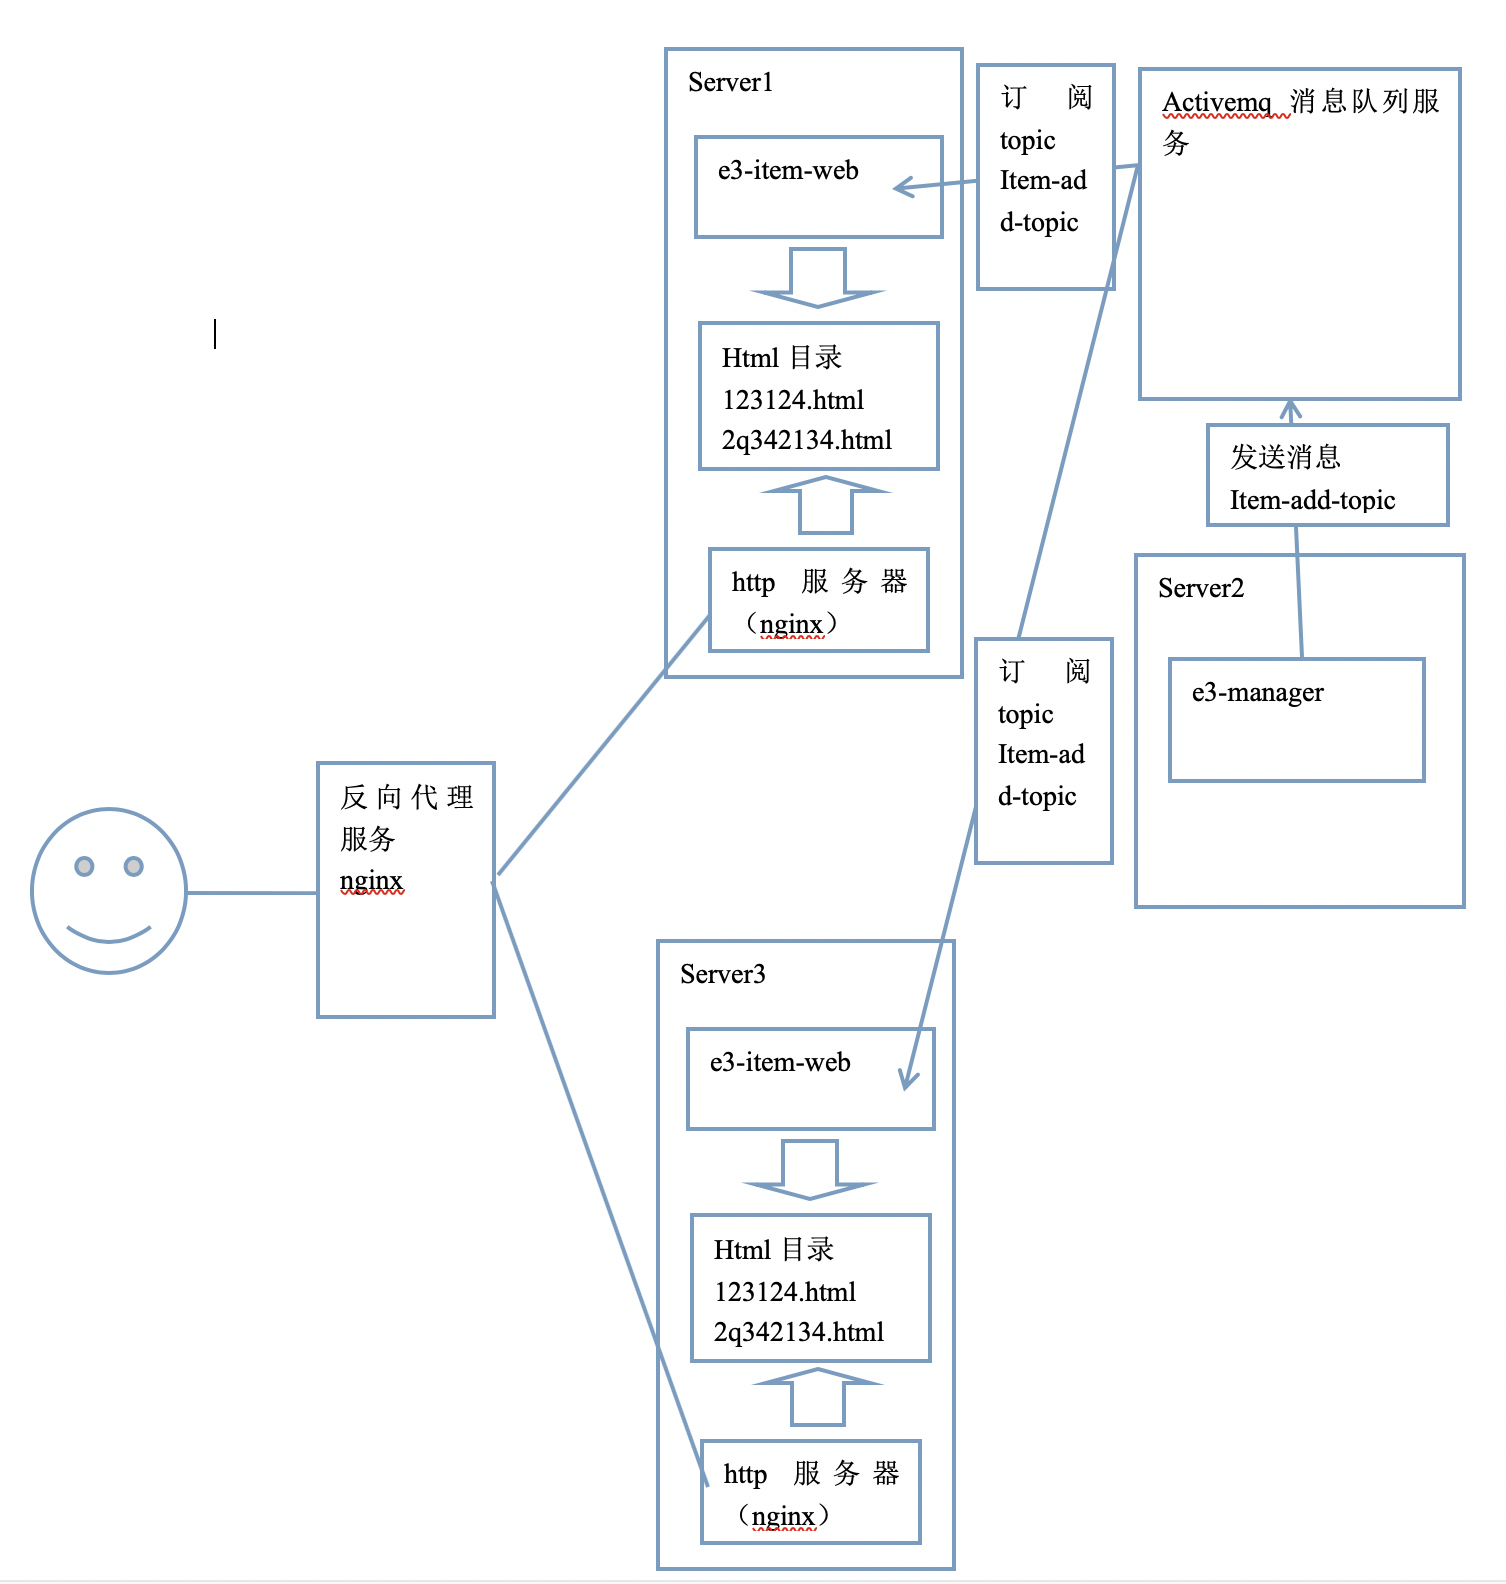 Server1
e3-item-web
Html 目录
123124.html
2q342134.html
http 服务器
（nginx）
订 阅
topic
Item-ad
d-topic
Activemq 消息队列服
务
发送消息
Item-add-topic
Server2
e3-manager
订 阅
topic
Item-ad
d-topic
反向代理
服务
nginx
Server3
e3-item-web
Html 目录
123124.html
2q342134.html
http 服务器
（nginx）